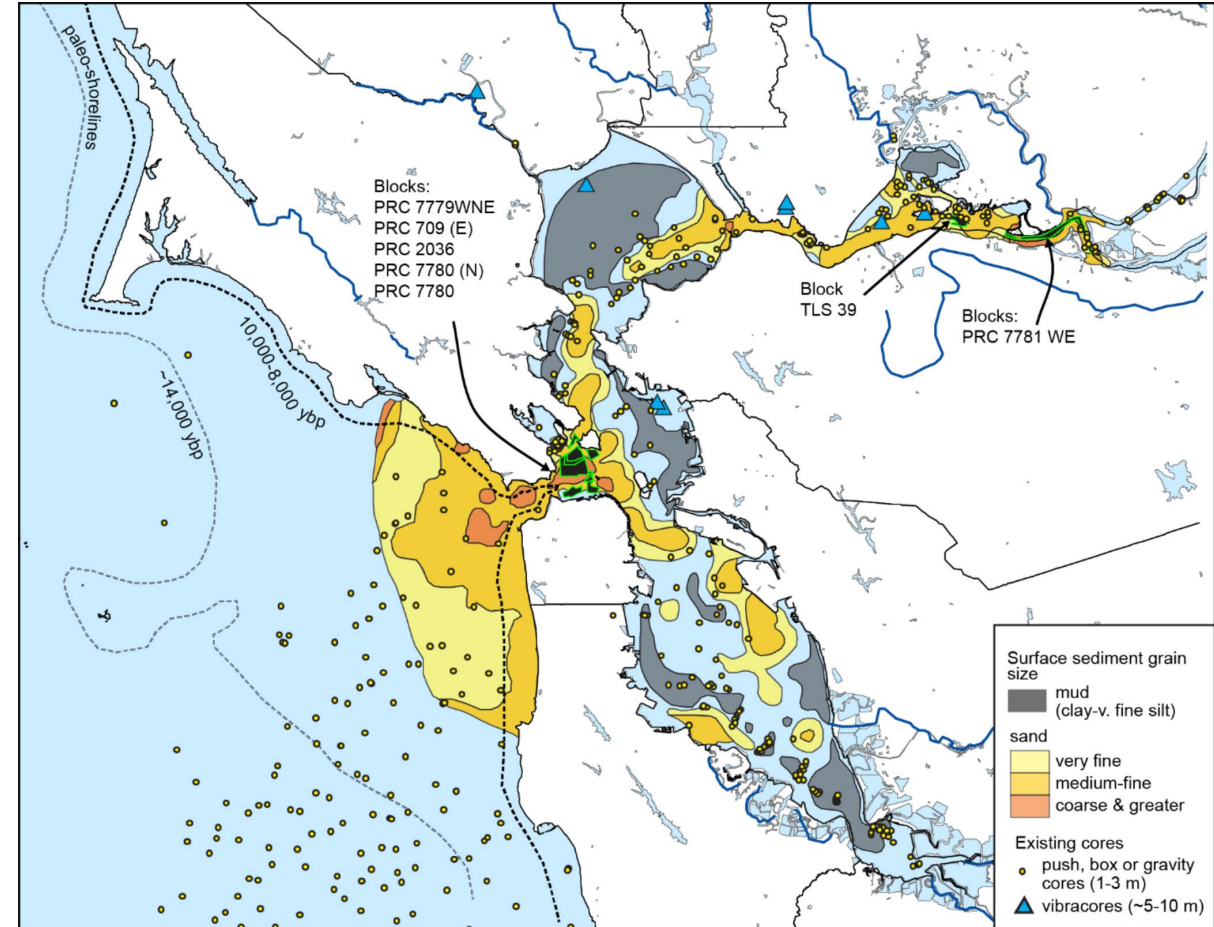 paleo-shorelines
Blocks:
PRC 7779WNE
PRC 709 (E)
PRC 2036
PRC 7780 (N)
PRC 7780
Block
TLS 39
Blocks:
PRC 7781 WE
10,000-8,000 ybp
~14,000 ybp
Surface sediment grain
size
mud
(clay-v. fine silt)
sand
very fine
medium-fine
coarse & greater
Existing cores
push, box or gravity
cores (1-3 m)
vibracores (~5-10 m)